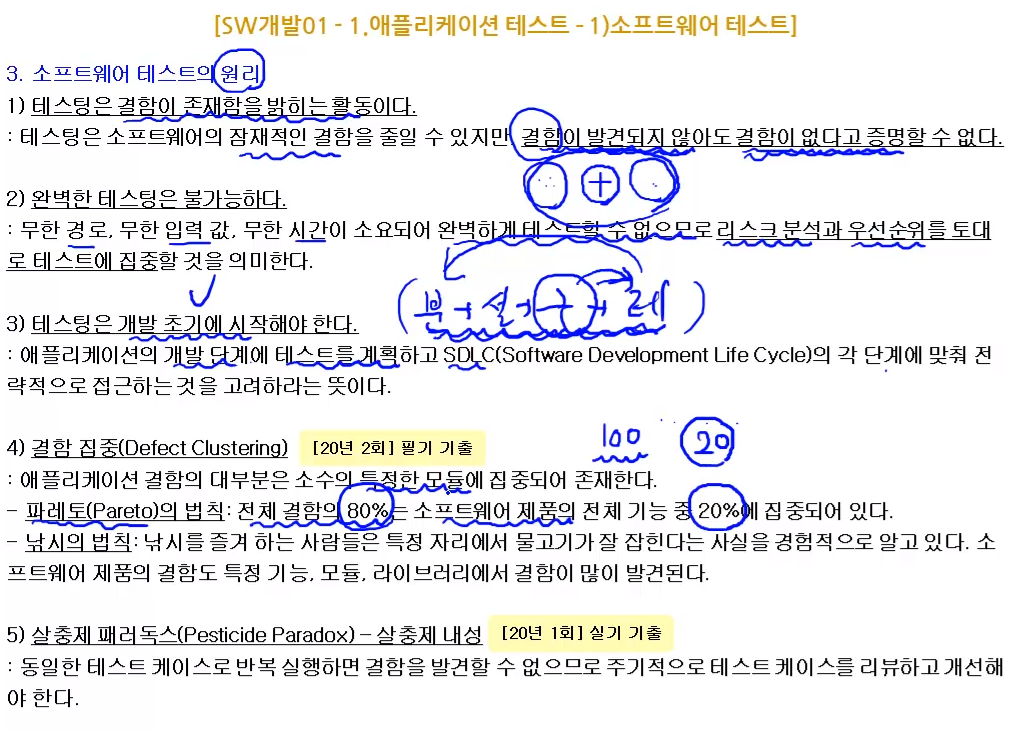 [SW개발01 - 1.애플리케이션 테스트 - 1)소프트웨어 테스트]
3. 소프트웨어 테스트의 원리
1) 테스팅은 결함이 존재함을 밝히는 활동이다.
: 테스팅은 소프트웨어의 잠재적인 결함을 줄일 수 있지만, 결함이 발견되지 않아도 결함이 없다고 증명할 수 없다.
2) 완벽한 테스팅은 불가능하다.
: 무한 경로, 무한 입력 값, 무한 시간이 소요되어 완벽하게 테스트할 수 없으므로 리스크 분석과 우선순위를 토대
로 테스트에 집중할 것을 의미한다.
3) 테스팅은 개발 초기에 시작해야 한다.
: 애플리케이션의 개발 단계에 테스트를 계획하고 SDLC(Software Development Life Cycle)의 각 단계에 맞춰 전
략적으로 접근하는 것을 고려하라는 뜻이다.
100 20
4) 결함 집중(Defect Clustering) [20년 2회] 필기 기출
: 애플리케이션 결함의 대부분은 소수의 특정한 모듈에 집중되어 존재한다.
- 파레토(Pareto)의 법칙: 전체 결함의 80%는 소프트웨어 제품의 전체 기능 중 20%에 집중되어 있다.
- 낚시의 법칙: 낚시를 즐겨 하는 사람들은 특정 자리에서 물고기가 잘 잡힌다는 사실을 경험적으로 알고 있다. 소
프트웨어 제품의 결함도 특정 기능, 모듈, 라이브러리에서 결함이 많이 발견된다.
5) 살충제 패러독스(Pesticide Paradox) - 살충제 내성 [20년 1회] 실기 기출
: 동일한 테스트 케이스로 반복 실행하면 결함을 발견할 수 없으므로 주기적으로 테스트 케이스를 리뷰하고 개선해
야 한다.